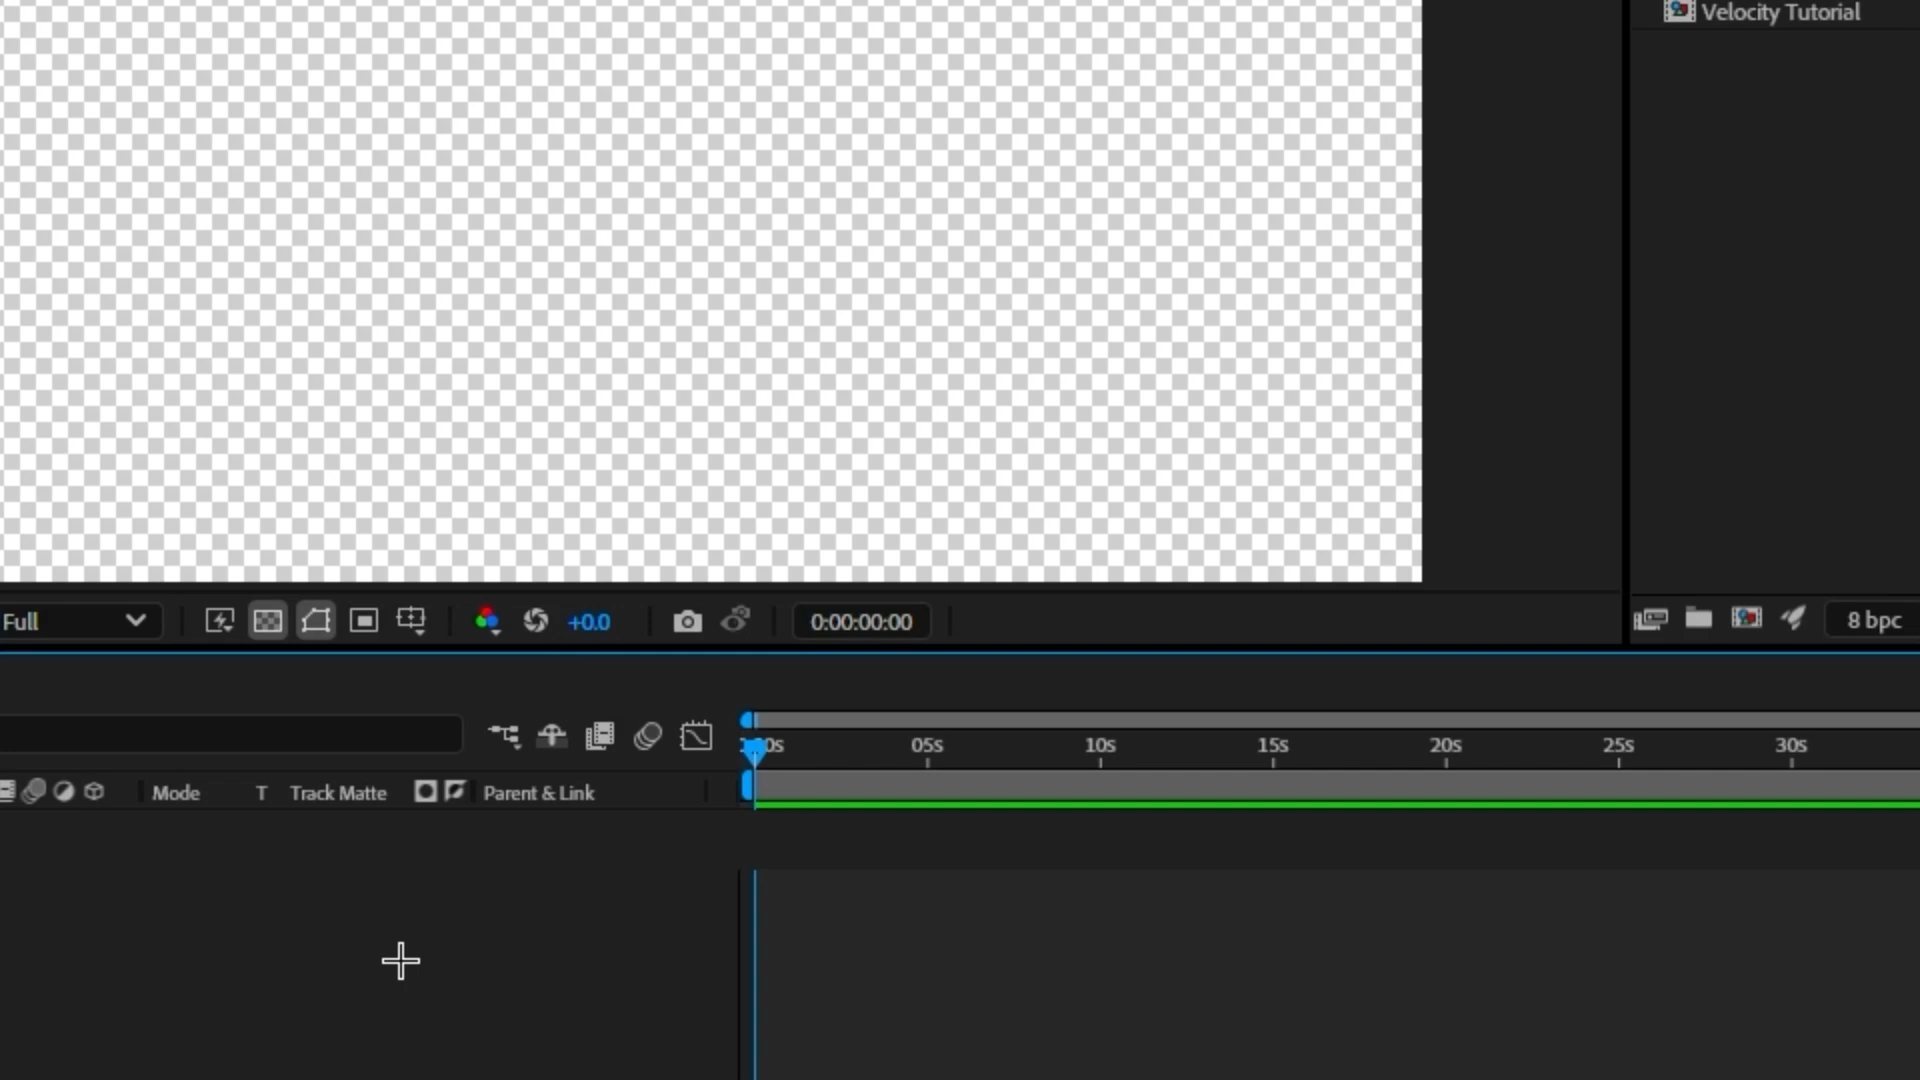 Velocity Tutorial
Full
+0.0
0:00:00:00
8 bpc
05s
10s
15s
20s
25s
30s
Mode
T
Track Matte
Parent & Link